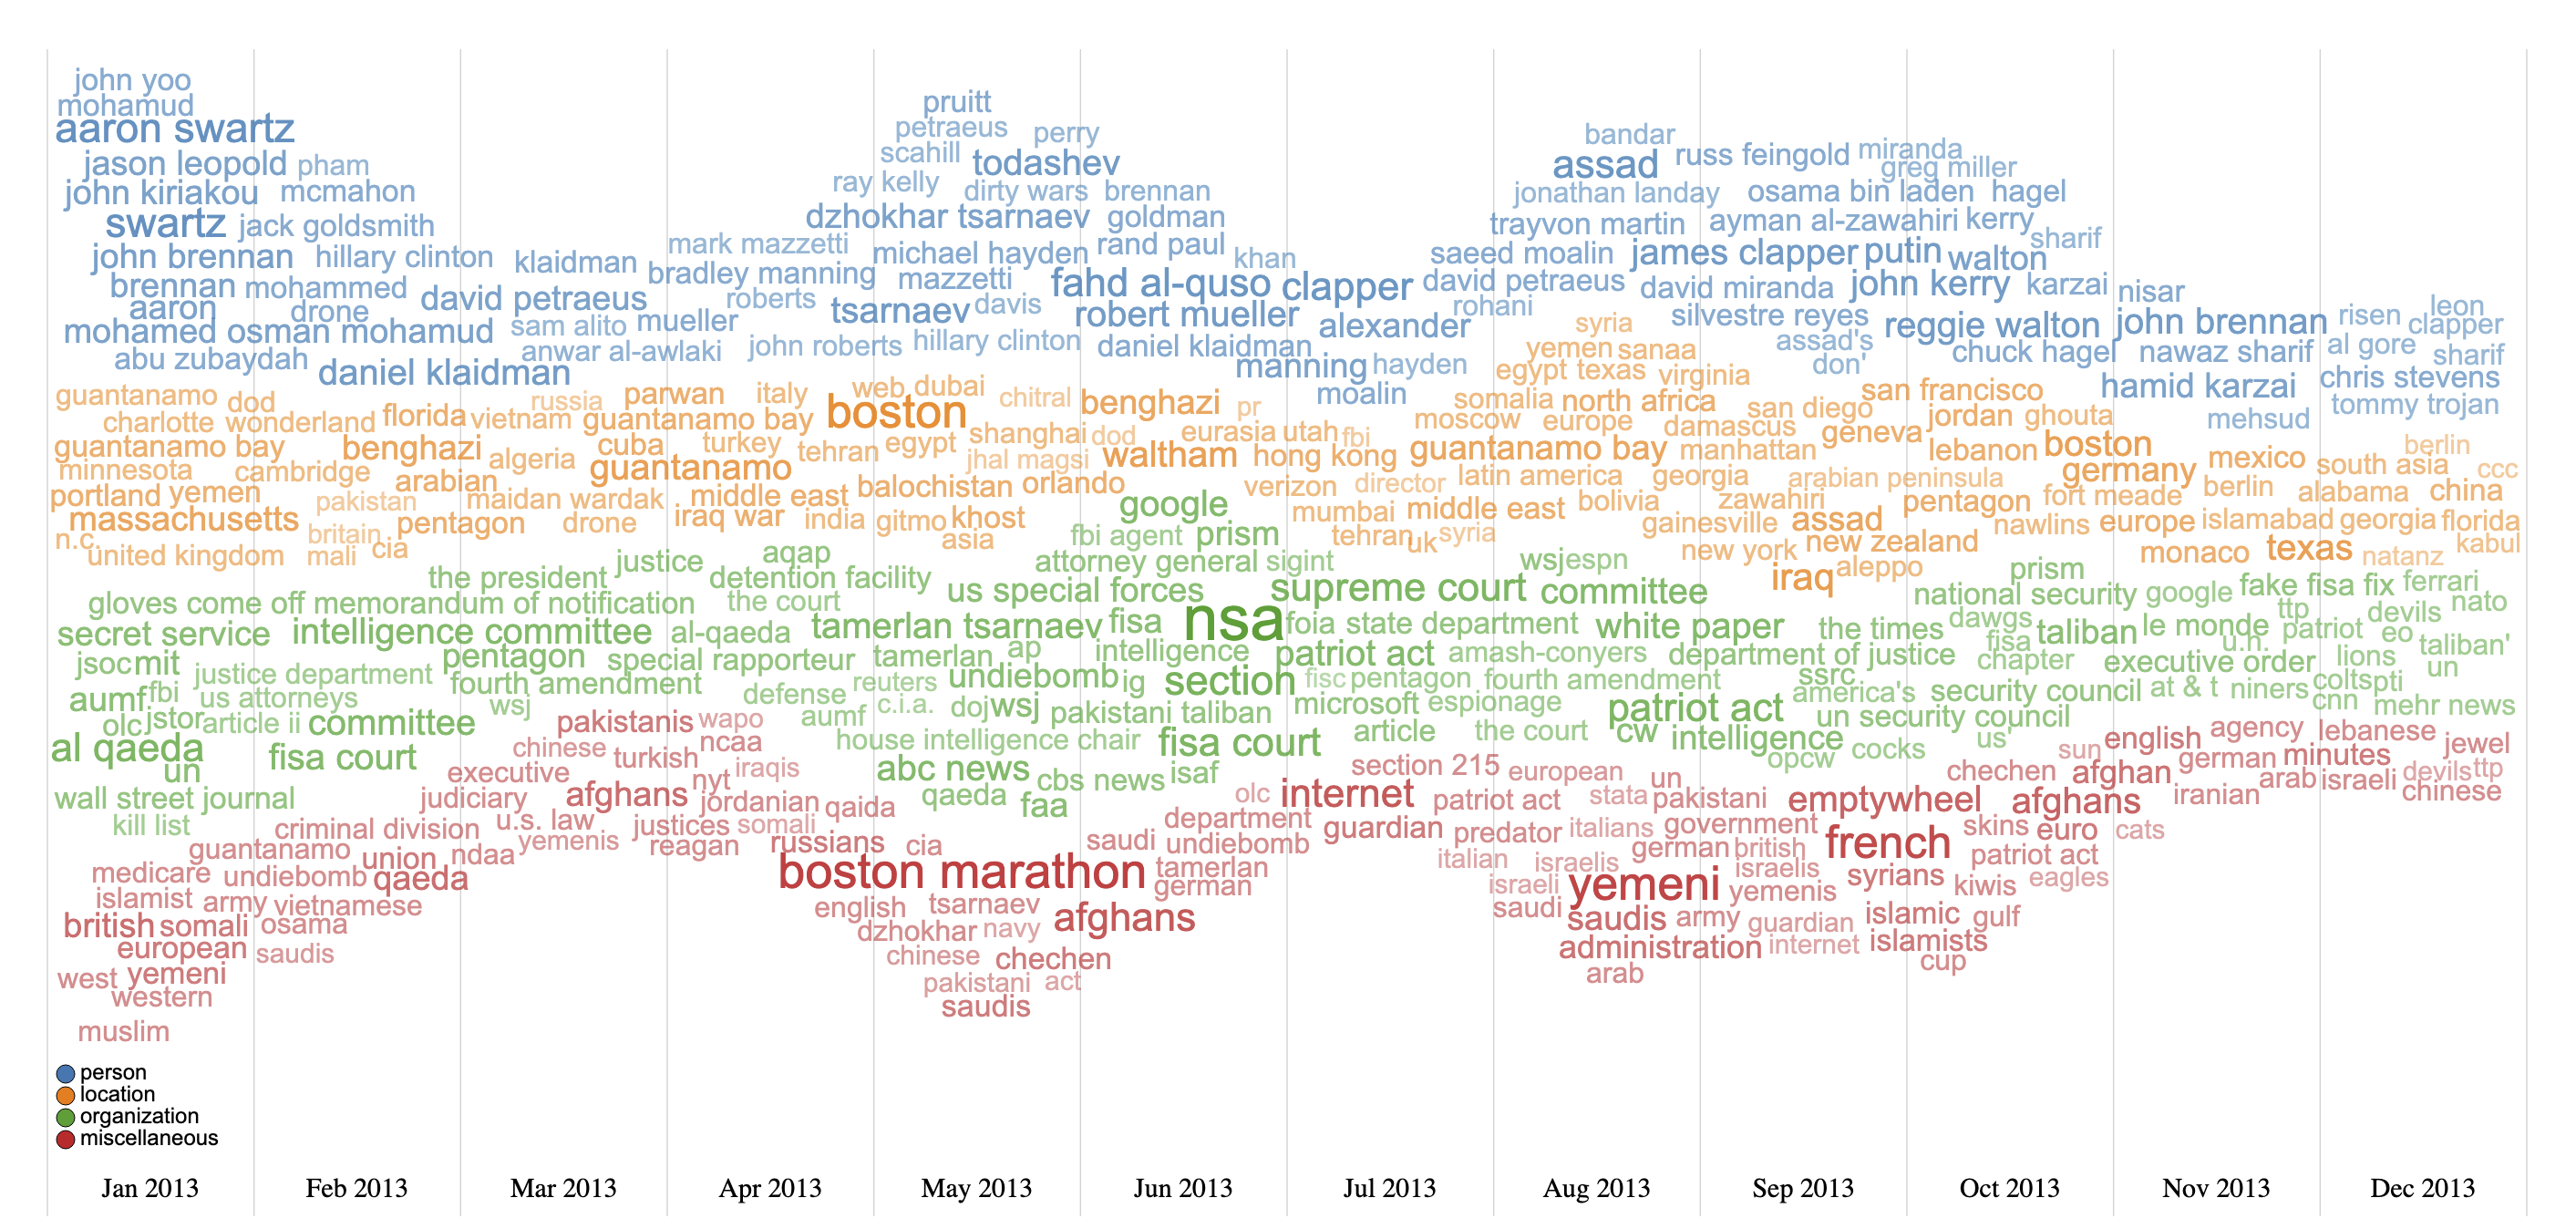 john yoo
mohamud
aaron swartz
jason leopold pham
john kiriakou mcmahon
swartz jack goldsmith
john brennan hillary clinton
brennan mohammed
aaron drone
mohamed osman mohamud
abu zubaydah
daniel klaidman
klaidman
david petraeus
sam alito mueller
anwar al-awlaki
mark mazzetti
bradley manning
roberts
john roberts
pruitt
petraeus perry
scahill todashev
ray kelly dirty wars brennan
dzhokhar tsarnaev goldman
michael hayden rand paul khan
mazzetti
fahd al-quso clapper
tsarnaev davis
robert mueller alexander
hillary clinton daniel klaidman
manning hayden
moalin
bandar
assad russ feingold miranda
greg miller
jonathan landay osama bin laden hagel
trayvon martin ayman al-zawahiri kerry
sharif
saeed moalin james clapper putin walton
david petraeus david miranda john kerry karzai nisar
rohani
silvestre reyes reggie walton john brennan risen leon
clapper
assad's
chuck hagel nawaz sharif al gore sharif
don'
hamid karzai chris stevens
mehsud tommy trojan
guantanamo dod
charlotte wonderland florida vietnam russia
guantanamo bay benghazi algeria
minnesota cambridge arabian
portland yemen pakistan maidan wardak
massachusetts britain pentagon drone
n.c. united kingdom mali cia
parwan italy web dubai chitral
guantanamo bay boston
cuba turkey tehran egypt shanghai dod
guantanamo jhal magsi
middle east balochistan orlando
iraq war india gitmo khost
asia
benghazi pr
eurasia utah fbi
waltham hong kong
verizon director
mumbai middle east
tehran uk syria
syria
yemen sanaa
egypt texas virginia
somalia north africa san diego san francisco
moscow europe damascus geneva jordan ghouta
guantanamo bay manhattan lebanon boston
latin america georgia arabian peninsula germany mexico south asia berlin ccc
bolivia zawahiri pentagon fort meade berlin alabama china
gainesville assad nawlins europe islamabad georgia florida
new york new zealand monaco texas natanz kabul
iraq aleppo
google
fbi agent prism
justice aqap attorney general sigint wsj espn prism
the president detention facility us special forces supreme court committee national security google fake fisa fix ferrari
gloves come off memorandum of notification the court dawgs ttp devils nato
secret service intelligence committee al-qaeda tamerlan tsarnaev fisa nsa foia state department white paper the times fisa taliban le monde u.n. patriot eo taliban'
jsoc mit pentagon special rapporteur tamerlan ap intelligence patriot act amash-conyers department of justice chapter executive order lions un
aumf fbi justice department us attorneys fourth amendment defense reuters undiebomb ig section fisc pentagon fourth amendment ssrc america's security council at & t niners colts pti
olc jstor article ii committee wsj aumf c.i.a. doj wsj pakistani taliban microsoft espionage patriot act un security council cnn mehr news
al qaeda fisa court house intelligence chair fisa court article the court cw intelligence cocks us'
un abc news cbs news isaf opcw
wall street journal qaeda faa
kill list
pakistanis wapo
chinese turkish ncaa
executive nyt iraqis
judiciary afghans jordanian qaida
criminal division u.s. law justices somali
guantanamo union ndaa yemenis reagan russians cia
medicare undiebomb qaeda
islamist army vietnamese
british somali osama
european saudis
west yemeni
western
muslim
boston marathon
english tsarnaev
dzhokhar navy afghans
chinese chechen
pakistani act
saudis
olc internet
department guardian
saudi undiebomb
tamerlan
german
section 215 european un
patriot act stata pakistani emptywheel
predator italians government
italian israelis german british french
israeli yemeni israelis yemenis syrians
saudi saudis army guardian islamic gulf
administration internet islamists
arab cup
sun english agency lebanese
chechen afghan german minutes jewel
afghans iranian arab israeli devils ttp
chinese
skins euro cats
patriot act
kiwis eagles
person
location
organization
miscellaneous
Jan 2013 Feb 2013 Mar 2013 Apr 2013 May 2013 Jun 2013 Jul 2013 Aug 2013 Sep 2013 Oct 2013 Nov 2013 Dec 2013